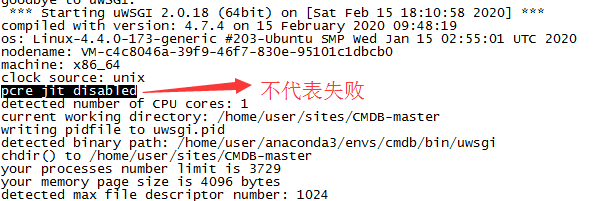 goodbye to uWSGI.
*** Starting uWSGI 2.0.18 (64bit) on [Sat Feb 15 18:10:58 2020] ***
compiled with version: 4.7.4 on 15 February 2020 09:48:19
os: Linux-4.4.0-173-generic #203-Ubuntu SMP Wed Jan 15 02:55:01 UTC 2020
nodename: VM-c4c8046a-39f9-46f7-830e-95101c1dbcb0
machine: x86_64
clock source: unix
pcre jit disabled 不代表失败
detected number of CPU cores: 1
current working directory: /home/user/sites/CMDB-master
writing pidfile to uwsgi.pid
detected binary path: /home/user/anaconda3/envs/cmdb/bin/uwsgi
chdir() to /home/user/sites/CMDB-master
your processes number limit is 3729
your memory page size is 4096 bytes
detected max file descriptor number: 1024